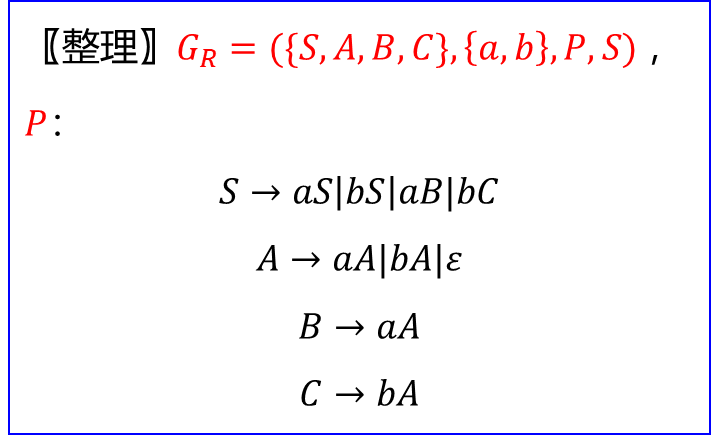 〖整理〗G_R = ({S, A, B, C}, {a, b}, P, S)，
P：
S → aS|bS|aB|bC
A → aA|bA|ε
B → aA
C → bA